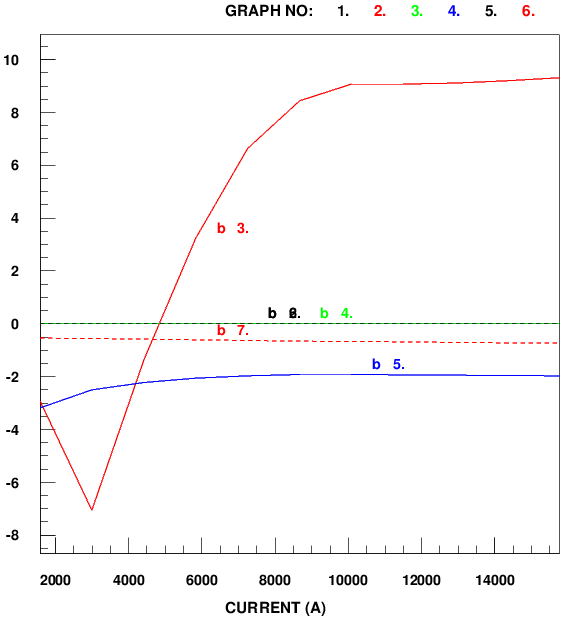 GRAPH NO: 1. 2. 3. 4. 5. 6.
10
8
6
4
b 3.
2
b b 4.
0
b 7.
b 5.
-2
-4
-6
-8
2000 4000 6000 8000 10000 12000 14000
CURRENT (A)